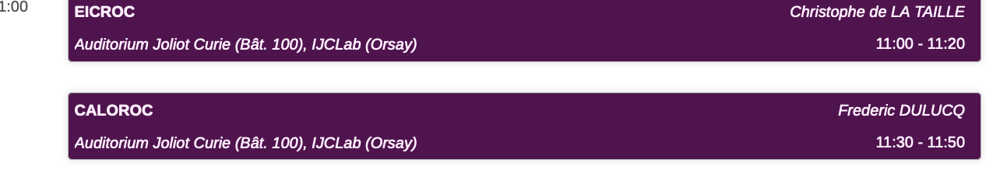 1:00
EICROC
Christophe de LA TAILLE
Auditorium Joliot Curie (Bât. 100), IJCLab (Orsay)
11:00 - 11:20
CALOROC
Frederic DULUCQ
Auditorium Joliot Curie (Bât. 100), IJCLab (Orsay)
11:30 - 11:50